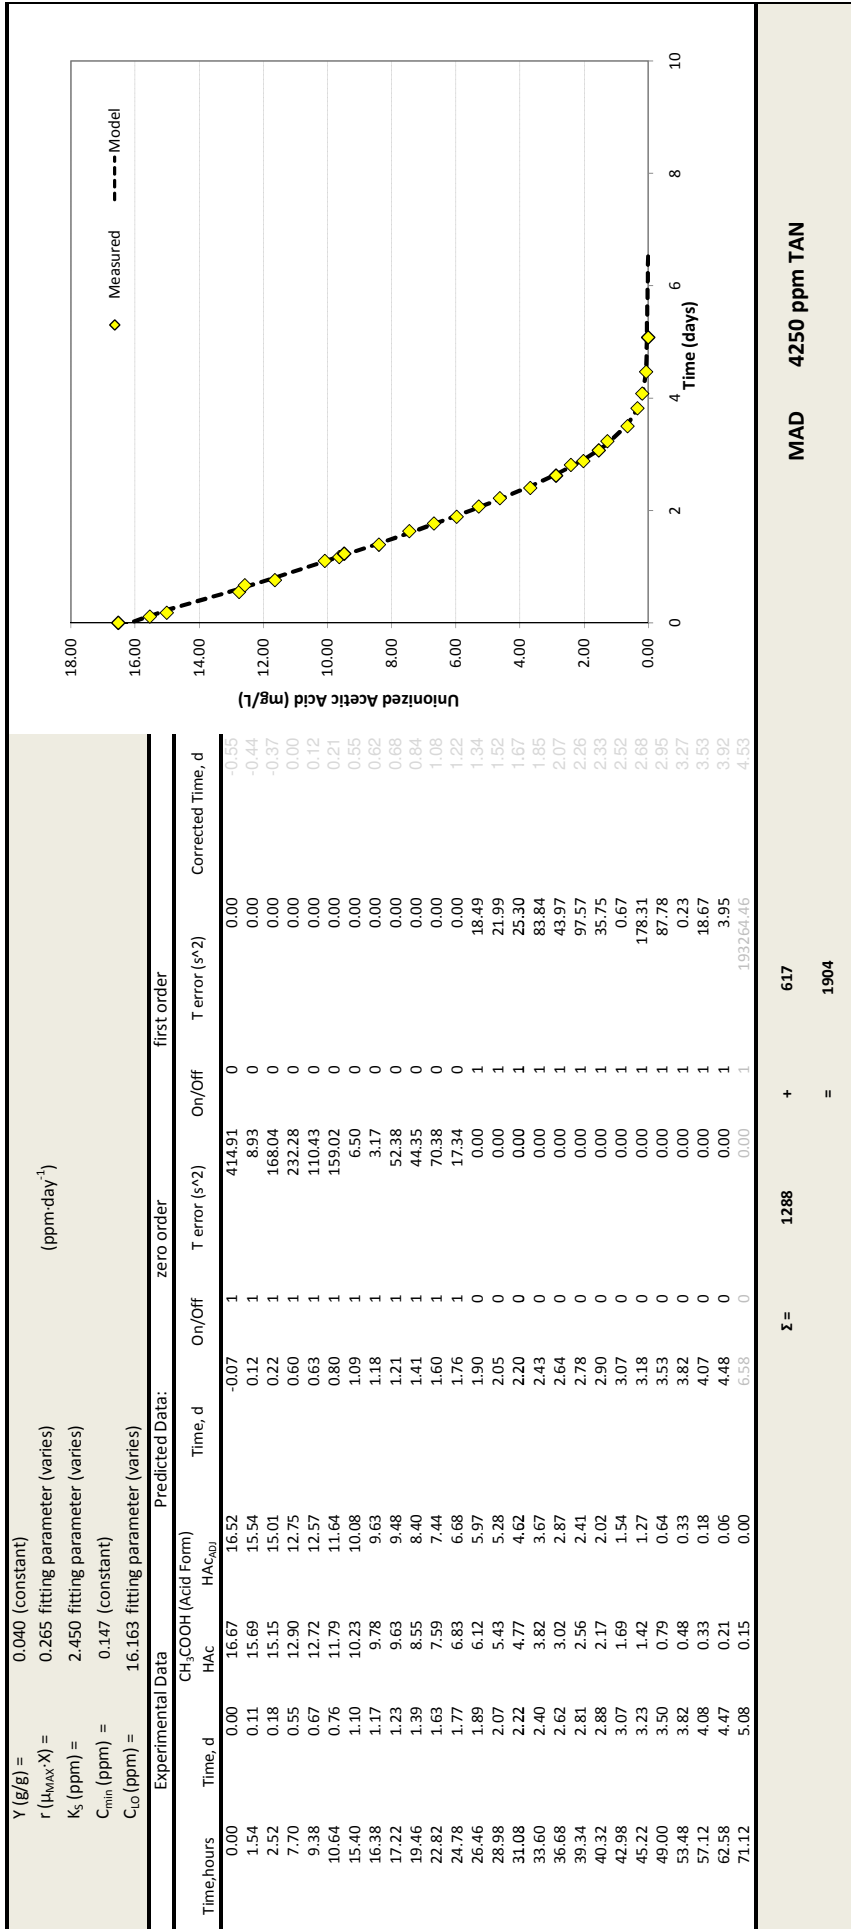 Y (g/g) = 0.040 (constant)
r (μMAX·X) = 0.265 fitting parameter (varies) (ppm·day⁻¹)
KS (ppm) = 2.450 fitting parameter (varies)
Cmin (ppm) = 0.147 (constant)
CLO (ppm) = 16.163 fitting parameter (varies)
Experimental Data Predicted Data: zero order first order
CH₃COOH (Acid Form)
Time,hours Time, d HAc HAcADJ Time, d On/Off T error (s^2) On/Off T error (s^2) Corrected Time, d
0.00 0.00 16.67 16.52 -0.07 1 414.91 0 0.00 -0.55
1.54 0.11 15.69 15.54 0.12 1 8.93 0 0.00 -0.44
2.52 0.18 15.15 15.01 0.22 1 168.04 0 0.00 -0.37
7.70 0.55 12.90 12.75 0.60 1 232.28 0 0.00 0.00
9.38 0.67 12.72 12.57 0.63 1 110.43 0 0.00 0.12
10.64 0.76 11.79 11.64 0.80 1 159.02 0 0.00 0.21
15.40 1.10 10.23 10.08 1.09 1 6.50 0 0.00 0.55
16.38 1.17 9.78 9.63 1.18 1 3.17 0 0.00 0.62
17.22 1.23 9.63 9.48 1.21 1 52.38 0 0.00 0.68
19.46 1.39 8.55 8.40 1.41 1 44.35 0 0.00 0.84
22.82 1.63 7.59 7.44 1.60 1 70.38 0 0.00 1.08
24.78 1.77 6.83 6.68 1.76 1 17.34 0 0.00 1.22
26.46 1.89 6.12 5.97 1.90 0 0.00 1 18.49 1.34
28.98 2.07 5.43 5.28 2.05 0 0.00 1 21.99 1.52
31.08 2.22 4.77 4.62 2.20 0 0.00 1 25.30 1.67
33.60 2.40 3.82 3.67 2.43 0 0.00 1 83.84 1.85
36.68 2.62 3.02 2.87 2.64 0 0.00 1 43.97 2.07
39.34 2.81 2.56 2.41 2.78 0 0.00 1 97.57 2.26
40.32 2.88 2.17 2.02 2.90 0 0.00 1 35.75 2.33
42.98 3.07 1.69 1.54 3.07 0 0.00 1 0.67 2.52
45.22 3.23 1.42 1.27 3.18 0 0.00 1 178.31 2.68
49.00 3.50 0.79 0.64 3.53 0 0.00 1 87.78 2.95
53.48 3.82 0.48 0.33 3.82 0 0.00 1 0.23 3.27
57.12 4.08 0.33 0.18 4.07 0 0.00 1 18.67 3.53
62.58 4.47 0.21 0.06 4.48 0 0.00 1 3.95 3.92
71.12 5.08 0.15 0.00 6.58 0 0.00 1 193264.46 4.53
Σ = 1288 + 617
= 1904
Measured Model
18.00
16.00
14.00
12.00
10.00
8.00
6.00
4.00
2.00
0.00
Unionized Acetic Acid (mg/L)
0 2 4 6 8 10
Time (days)
MAD 4250 ppm TAN